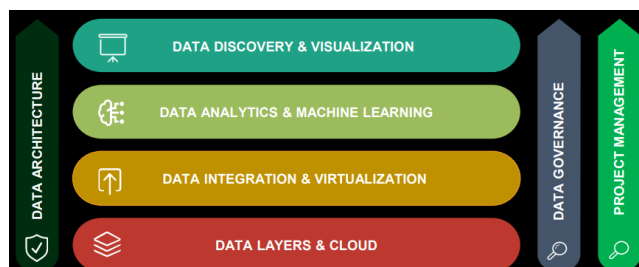 DATA ARCHITECTURE
DATA DISCOVERY & VISUALIZATION
DATA ANALYTICS & MACHINE LEARNING
DATA INTEGRATION & VIRTUALIZATION
DATA LAYERS & CLOUD
DATA GOVERNANCE
PROJECT MANAGEMENT